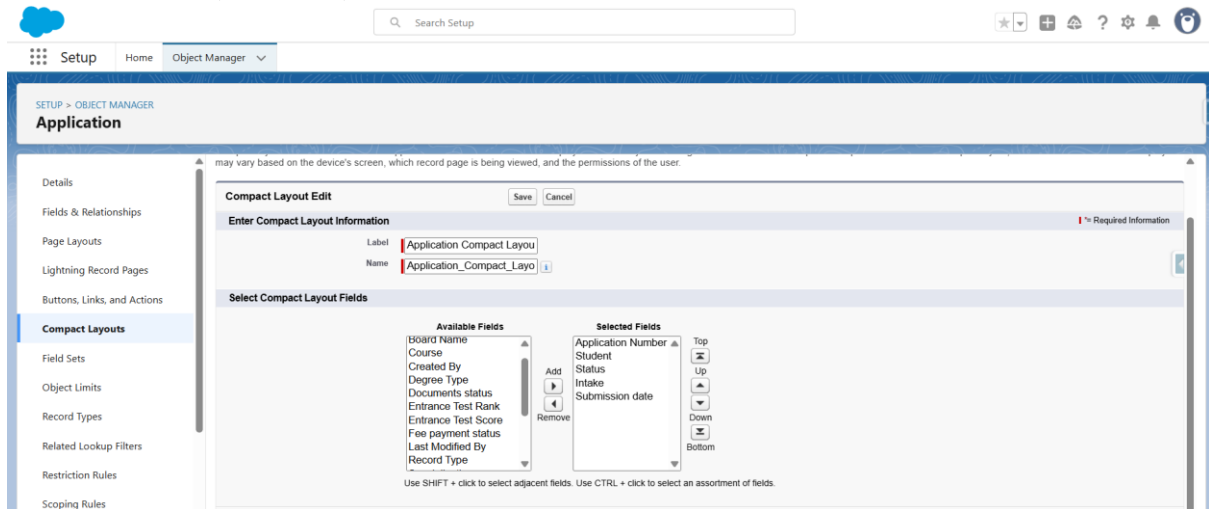 Search Setup
Setup Home Object Manager
SETUP > OBJECT MANAGER
Application
may vary based on the device's screen, which record page is being viewed, and the permissions of the user.
Details
Fields & Relationships
Page Layouts
Lightning Record Pages
Buttons, Links, and Actions
Compact Layouts
Field Sets
Object Limits
Record Types
Related Lookup Filters
Restriction Rules
Scoping Rules
Compact Layout Edit Save Cancel
Enter Compact Layout Information = Required Information
Label Application Compact Layou
Name Application_Compact_Layo
Select Compact Layout Fields
Available Fields
Board Name
Course
Created By
Degree Type
Documents status
Entrance Test Rank
Entrance Test Score
Fee payment status
Last Modified By
Record Type
Add
Remove
Selected Fields
Application Number
Student
Status
Intake
Submission date
Top
Up
Down
Bottom
Use SHIFT + click to select adjacent fields. Use CTRL + click to select an assortment of fields.